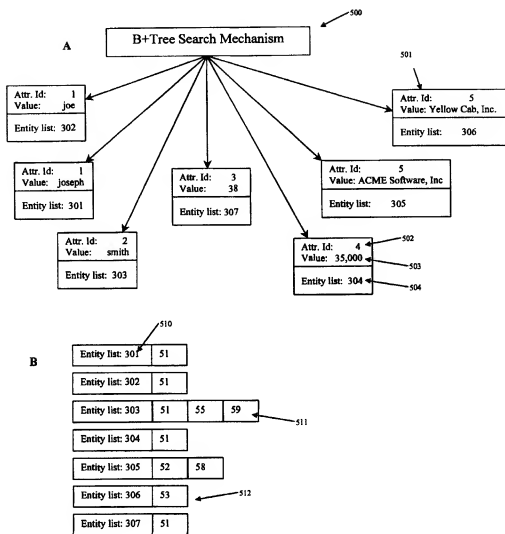 500
B+Tree Search Mechanism
A
501
Attr. Id: 1
Value: joe
Entity list: 302
Attr. Id: 5
Value: Yellow Cab, Inc.
Entity list: 306
Attr. Id: 1
Value: joseph
Entity list: 301
Attr. Id: 3
Value: 38
Entity list: 307
Attr. Id: 5
Value: ACME Software, Inc
Entity list: 305
Attr. Id: 2
Value: smith
Entity list: 303
Attr. Id: 4
Value: 35,000
Entity list: 304
502
503
504
510
B
Entity list: 301 51
Entity list: 302 51
Entity list: 303 51 55 59
511
Entity list: 304 51
Entity list: 305 52 58
Entity list: 306 53
512
Entity list: 307 51